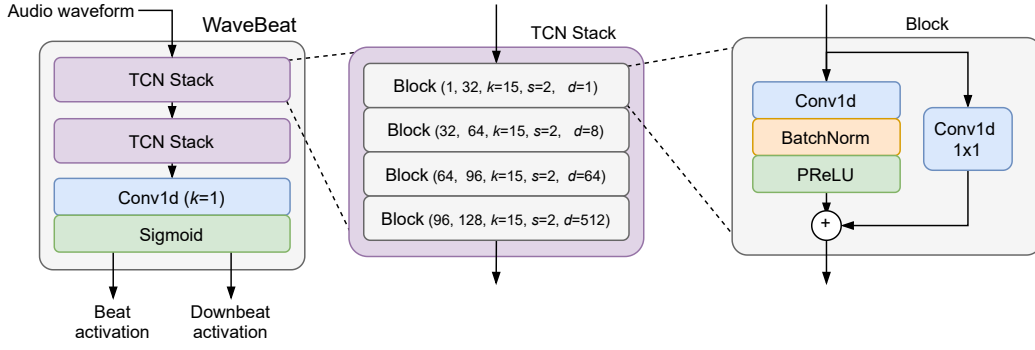 Audio waveform
WaveBeat
TCN Stack
TCN Stack
Conv1d (k=1)
Sigmoid
Beat
activation
Downbeat
activation
TCN Stack
Block (1, 32, k=15, s=2, d=1)
Block (32, 64, k=15, s=2, d=8)
Block (64, 96, k=15, s=2, d=64)
Block (96, 128, k=15, s=2, d=512)
Block
Conv1d
BatchNorm
PReLU
Conv1d
1x1
+